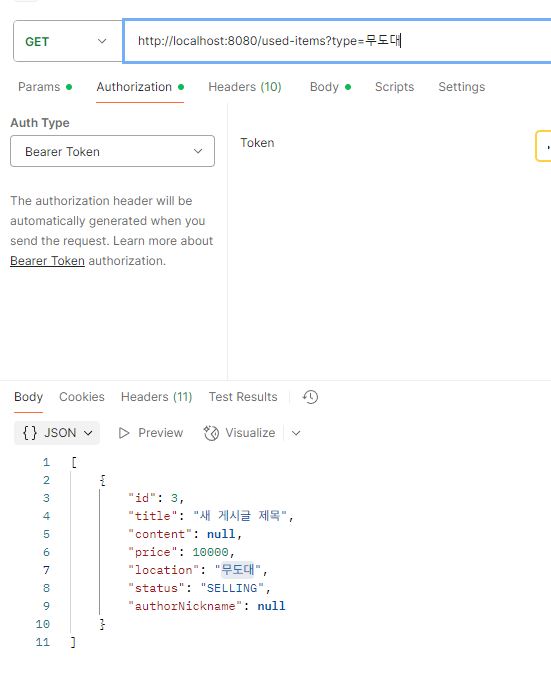 GET http://localhost:8080/used-items?type=무도대
Params Authorization Headers (10) Body Scripts Settings
Auth Type
Bearer Token
Token
The authorization header will be
automatically generated when you
send the request. Learn more about
Bearer Token authorization.
Body Cookies Headers (11) Test Results
{} JSON Preview Visualize
1 [
2 {
3 "id": 3,
4 "title": "새 게시글 제목",
5 "content": null,
6 "price": 10000,
7 "location": "무도대",
8 "status": "SELLING",
9 "authorNickname": null
10 }
11 ]